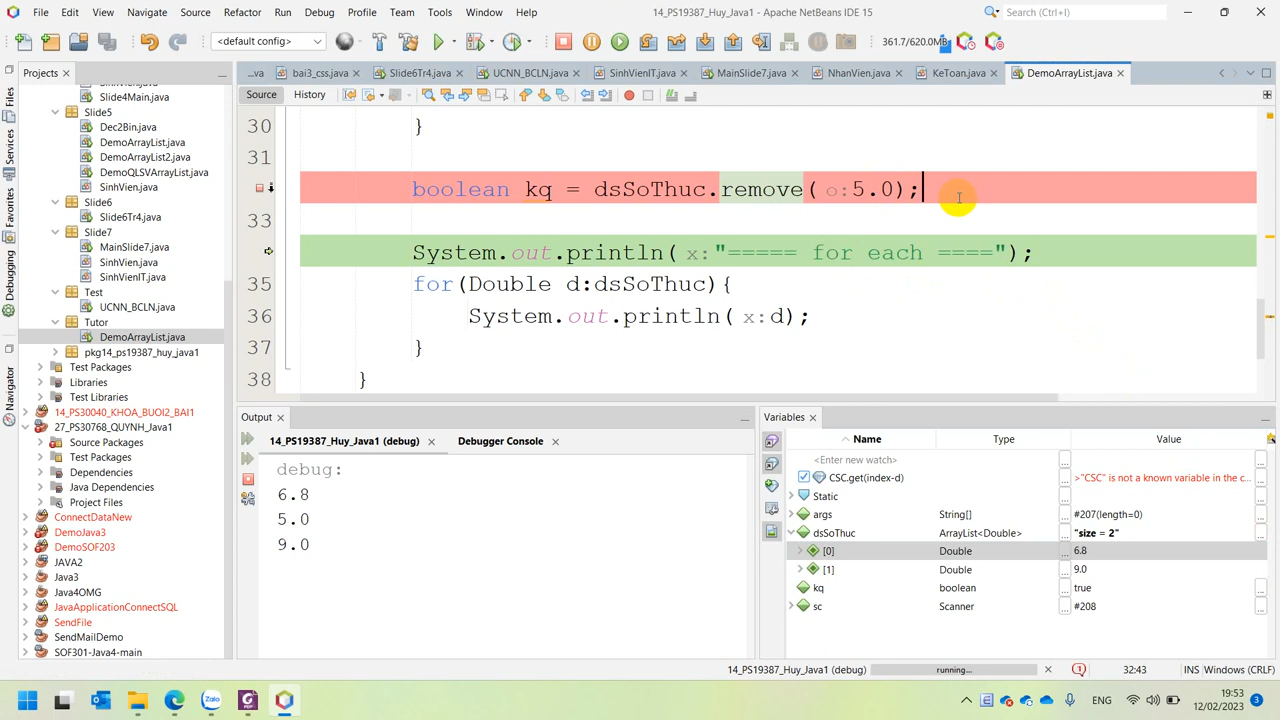 File Edit View Navigate Source Refactor Run Debug Profile Team Tools Window Help
14_PS19387_Huy_Java1 - Apache NetBeans IDE 15
Search (Ctrl+I)
<default config>
361.7/620.0MB
Projects
...va
bai3_css.java
Slide6Tr4.java
UCNN_BCLN.java
SinhVienIT.java
MainSlide7.java
NhanVien.java
KeToan.java
DemoArrayList.java
Source History
Files
Services
Debugging
Navigator
Slide4Main.java
Slide5
Dec2Bin.java
DemoArrayList.java
DemoArrayList2.java
DemoQLSVArrayList.java
SinhVien.java
Slide6
Slide6Tr4.java
Slide7
MainSlide7.java
SinhVien.java
SinhVienIT.java
Test
UCNN_BCLN.java
Tutor
DemoArrayList.java
pkg14_ps19387_huy_java1
Test Packages
Libraries
Test Libraries
14_PS30040_KHOA_BUOI2_BAI1
27_PS30768_QUYNH_Java1
Source Packages
Test Packages
Dependencies
Java Dependencies
Project Files
ConnectDataNew
DemoJava3
DemoSOF203
JAVA2
Java3
Java4OMG
JavaApplicationConnectSQL
SendFile
SendMailDemo
SOF301-Java4-main
30 }
31
boolean kq = dsSoThuc.remove( o:5.0);
33
System.out.println( x:"===== for each ====");
35 for(Double d:dsSoThuc){
36 System.out.println( x:d);
37 }
38 }
Output
14_PS19387_Huy_Java1 (debug)
Debugger Console
debug:
6.8
5.0
9.0
Variables
Name Type Value
<Enter new watch>
CSC.get(index-d) >"CSC" is not a known variable in the c...
Static
args String[] #207(length=0)
dsSoThuc ArrayList<Double> "size = 2"
[0] Double 6.8
[1] Double 9.0
kq boolean true
sc Scanner #208
14_PS19387_Huy_Java1 (debug) running... 1 32:43 INS Windows (CRLF)
Zalo
ENG
19:53
12/02/2023
3